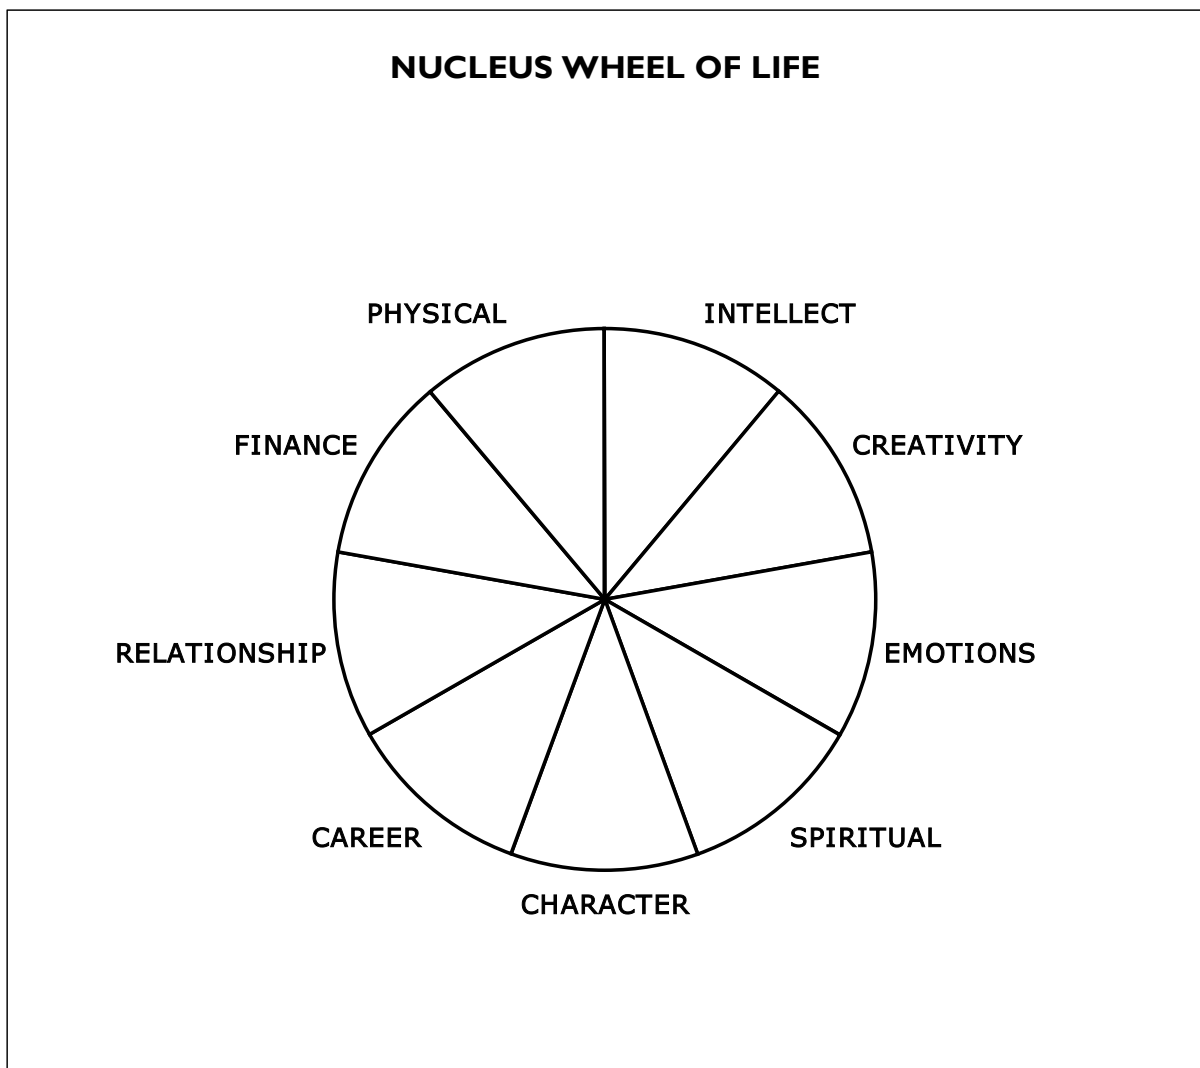 NUCLEUS WHEEL OF LIFE
PHYSICAL
INTELLECT
FINANCE
CREATIVITY
RELATIONSHIP
EMOTIONS
CAREER
SPIRITUAL
CHARACTER